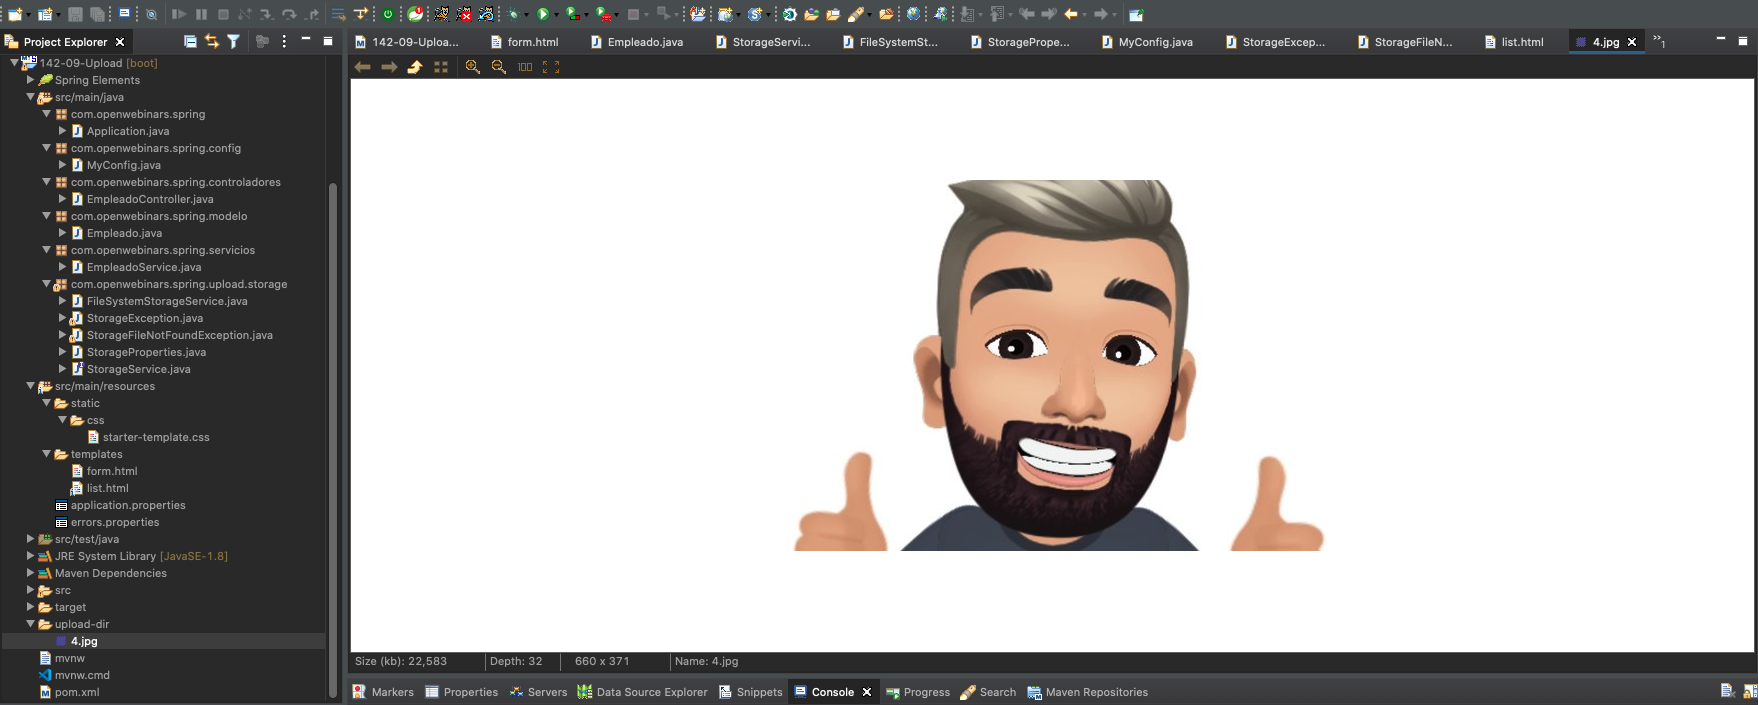 Project Explorer
142-09-Uploa...
form.html
Empleado.java
StorageServi...
FileSystemSt...
StoragePrope...
MyConfig.java
StorageExcep...
StorageFileN...
list.html
4.jpg
»1
142-09-Upload [boot]
Spring Elements
src/main/java
com.openwebinars.spring
Application.java
com.openwebinars.spring.config
MyConfig.java
com.openwebinars.spring.controladores
EmpleadoController.java
com.openwebinars.spring.modelo
Empleado.java
com.openwebinars.spring.servicios
EmpleadoService.java
com.openwebinars.spring.upload.storage
FileSystemStorageService.java
StorageException.java
StorageFileNotFoundException.java
StorageProperties.java
StorageService.java
src/main/resources
static
css
starter-template.css
templates
form.html
list.html
application.properties
errors.properties
src/test/java
JRE System Library [JavaSE-1.8]
Maven Dependencies
src
target
upload-dir
4.jpg
mvnw
mvnw.cmd
pom.xml
100
Size (kb): 22,583
Depth: 32
660 x 371
Name: 4.jpg
Markers
Properties
Servers
Data Source Explorer
Snippets
Console
Progress
Search
Maven Repositories